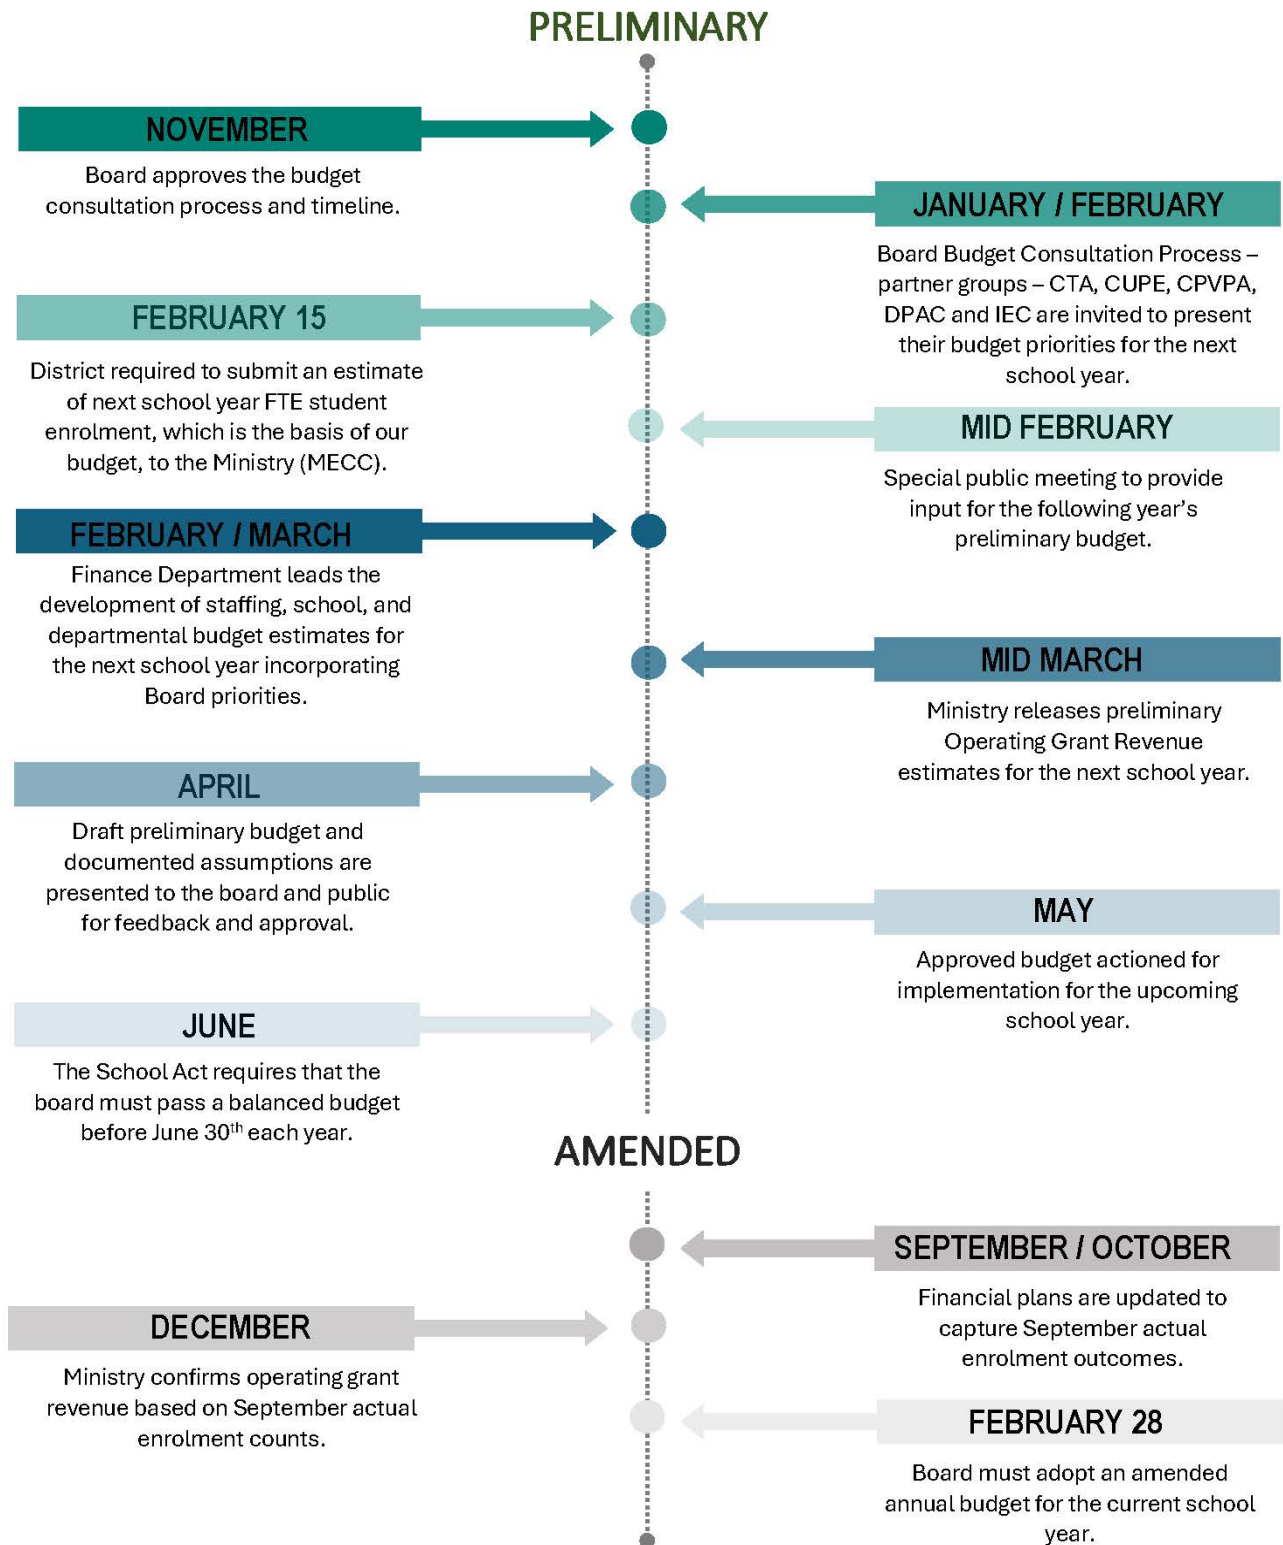 PRELIMINARY
NOVEMBER
Board approves the budget
consultation process and timeline.
JANUARY / FEBRUARY
Board Budget Consultation Process –
partner groups – CTA, CUPE, CPVPA,
DPAC and IEC are invited to present
their budget priorities for the next
school year.
FEBRUARY 15
District required to submit an estimate
of next school year FTE student
enrolment, which is the basis of our
budget, to the Ministry (MECC).
MID FEBRUARY
Special public meeting to provide
input for the following year's
preliminary budget.
FEBRUARY / MARCH
Finance Department leads the
development of staffing, school, and
departmental budget estimates for
the next school year incorporating
Board priorities.
MID MARCH
Ministry releases preliminary
Operating Grant Revenue
estimates for the next school year.
APRIL
Draft preliminary budget and
documented assumptions are
presented to the board and public
for feedback and approval.
MAY
Approved budget actioned for
implementation for the upcoming
school year.
JUNE
The School Act requires that the
board must pass a balanced budget
before June 30th each year.
AMENDED
SEPTEMBER / OCTOBER
Financial plans are updated to
capture September actual
enrolment outcomes.
DECEMBER
Ministry confirms operating grant
revenue based on September actual
enrolment counts.
FEBRUARY 28
Board must adopt an amended
annual budget for the current school
year.